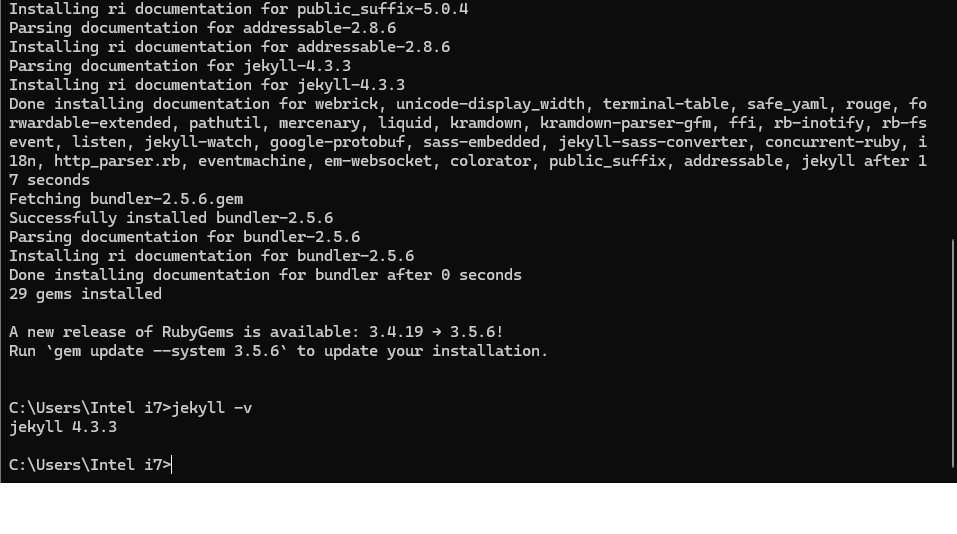 Installing ri documentation for public_suffix-5.0.4
Parsing documentation for addressable-2.8.6
Installing ri documentation for addressable-2.8.6
Parsing documentation for jekyll-4.3.3
Installing ri documentation for jekyll-4.3.3
Done installing documentation for webrick, unicode-display_width, terminal-table, safe_yaml, rouge, fo
rwardable-extended, pathutil, mercenary, liquid, kramdown, kramdown-parser-gfm, ffi, rb-inotify, rb-fs
event, listen, jekyll-watch, google-protobuf, sass-embedded, jekyll-sass-converter, concurrent-ruby, i
18n, http_parser.rb, eventmachine, em-websocket, colorator, public_suffix, addressable, jekyll after 1
7 seconds
Fetching bundler-2.5.6.gem
Successfully installed bundler-2.5.6
Parsing documentation for bundler-2.5.6
Installing ri documentation for bundler-2.5.6
Done installing documentation for bundler after 0 seconds
29 gems installed
A new release of RubyGems is available: 3.4.19 → 3.5.6!
Run `gem update --system 3.5.6` to update your installation.
C:\Users\Intel i7>jekyll -v
jekyll 4.3.3
C:\Users\Intel i7>